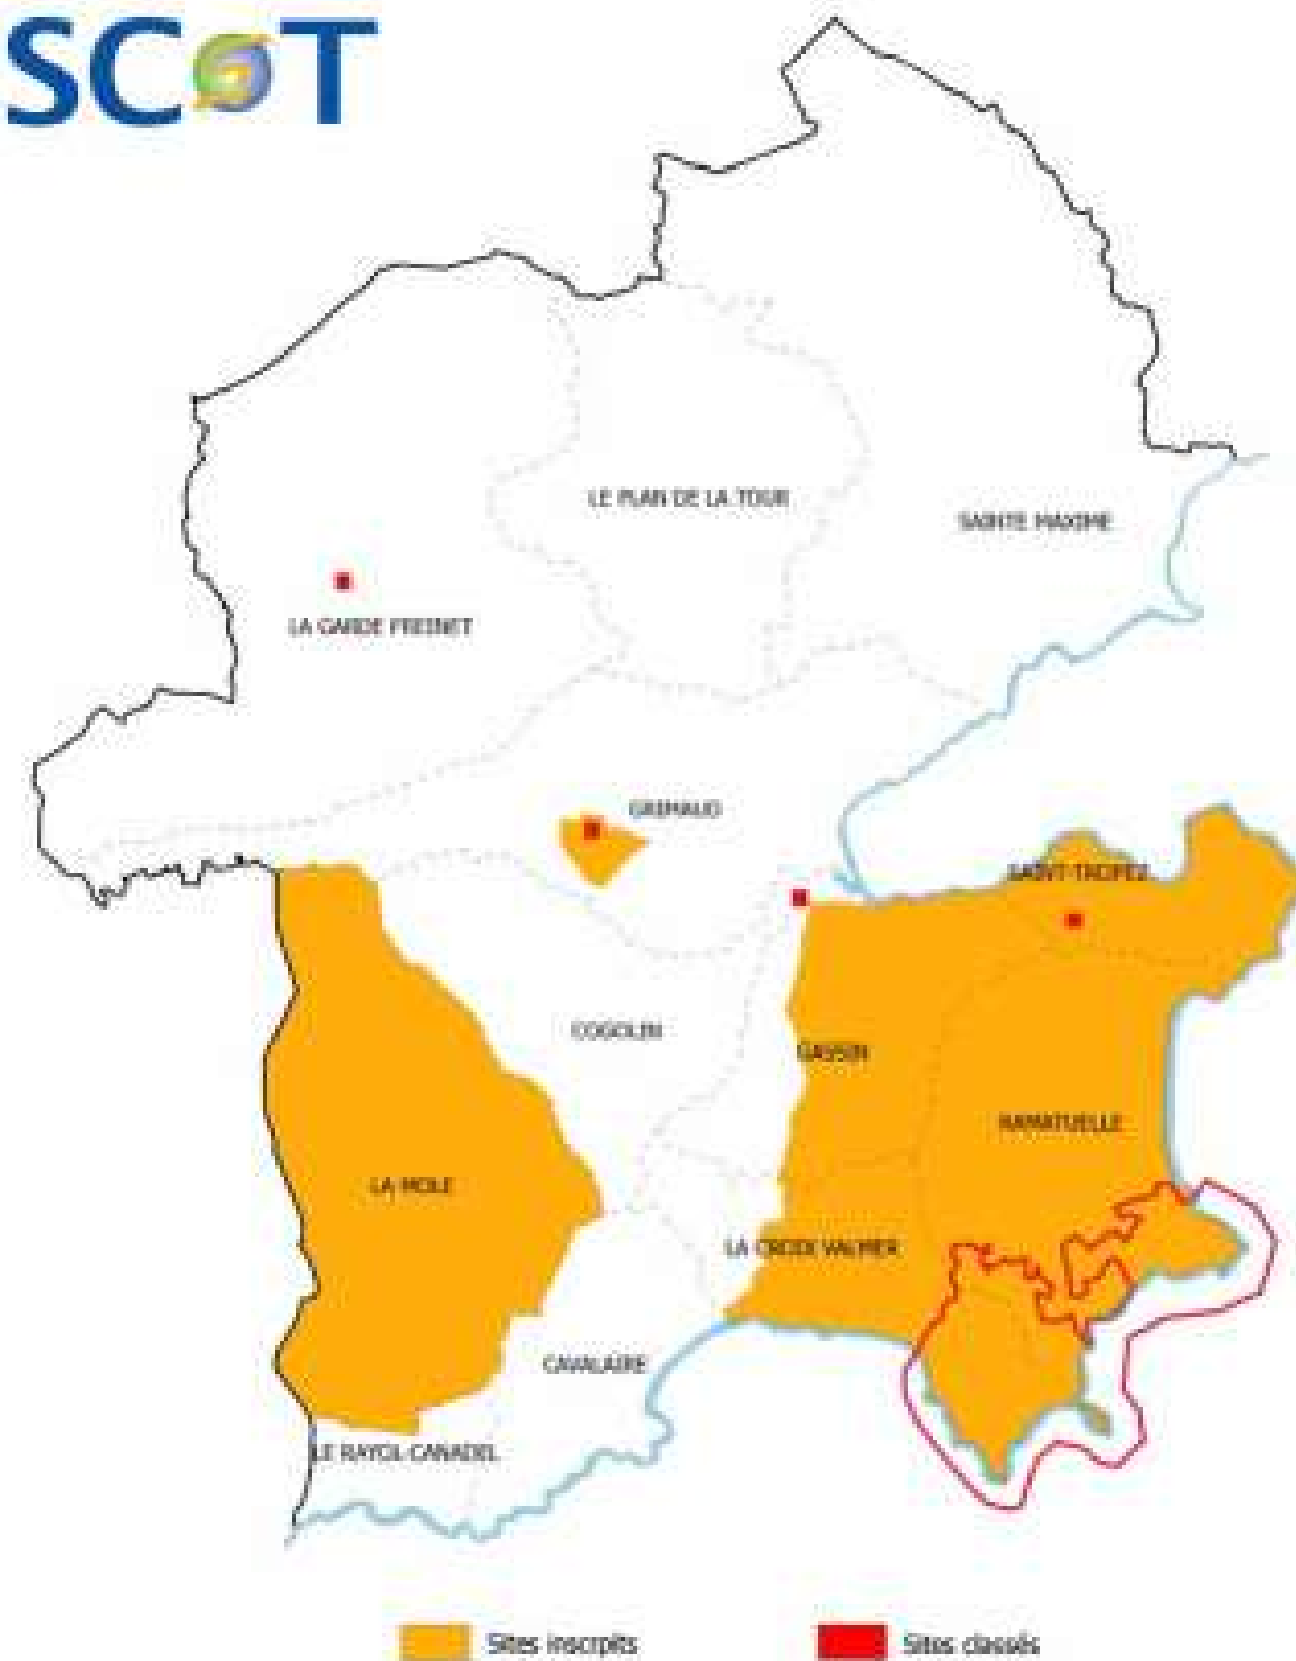 SCOT
LE PLAN DE LA TOUR
SAINTE MAXIME
LA GARDE FREINET
GRIMAUD
SAINT-TROPEZ
COGOLIN
GASSIN
RAMATUELLE
LA MOLE
LA CROIX VALMER
CAVALAIRE
LE RAYOL-CANADEL
Sites inscrpits
Sites classés